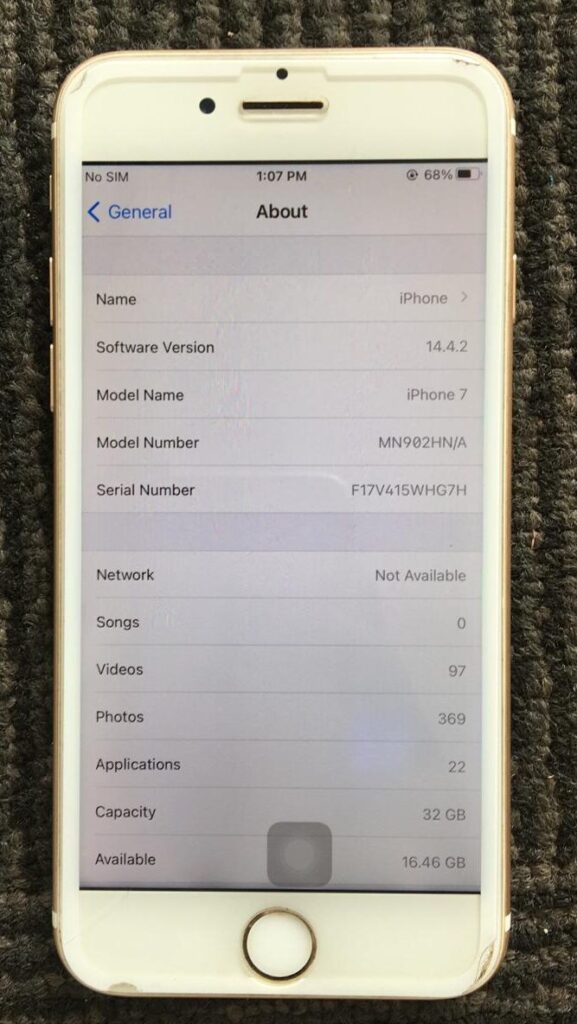 No SIM 1:07 PM 68%
General About
Name iPhone
Software Version 14.4.2
Model Name iPhone 7
Model Number MN902HN/A
Serial Number F17V415WHG7H
Network Not Available
Songs 0
Videos 97
Photos 369
Applications 22
Capacity 32 GB
Available 16.46 GB